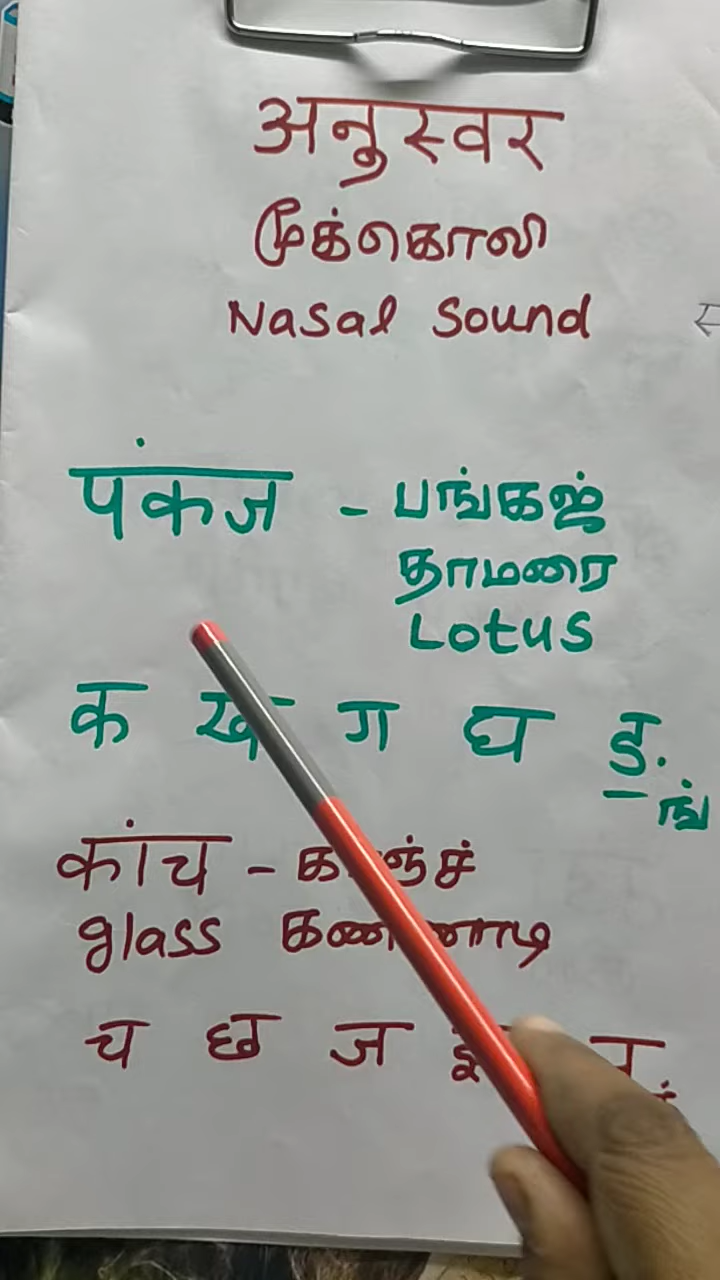 अनुस्वर
மூக்கொலி
Nasal Sound
पंकज - பங்கஜ்
தாமரை
Lotus
क ख ग घ ङ
ங்
कांच -
glass
च छ ज